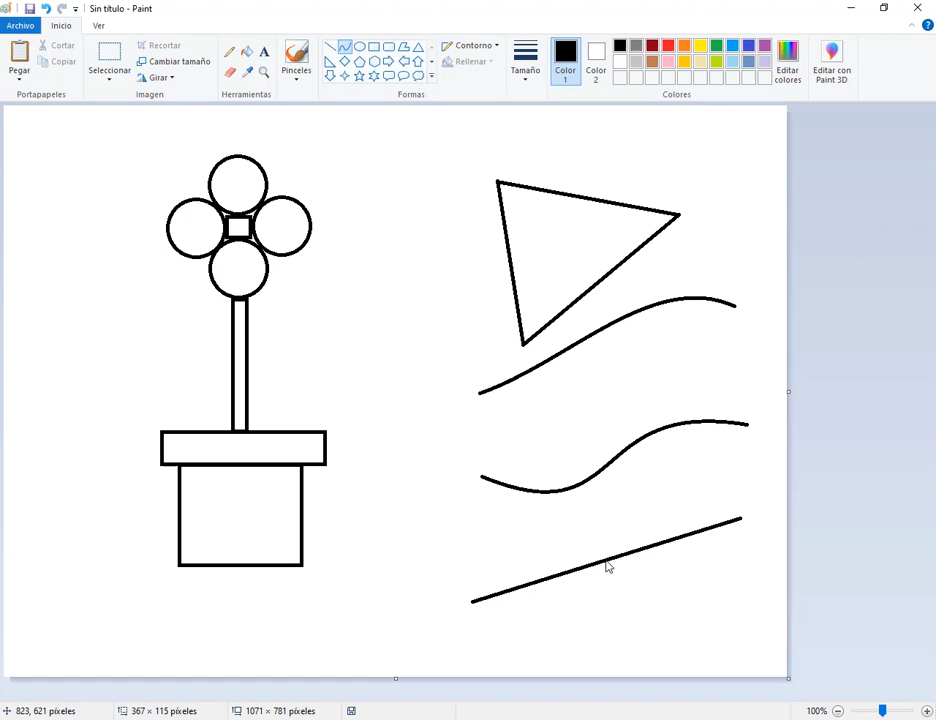 Sin título - Paint
Archivo Inicio Ver
Pegar
Cortar
Copiar
Portapapeles
Seleccionar
Recortar
Cambiar tamaño
Girar
Imagen
A
Herramientas
Pinceles
Contorno
Rellenar
Formas
Tamaño
Color 1
Color 2
Editar colores
Colores
Editar con Paint 3D
823, 621 píxeles 367 × 115 píxeles 1071 × 781 píxeles 100%